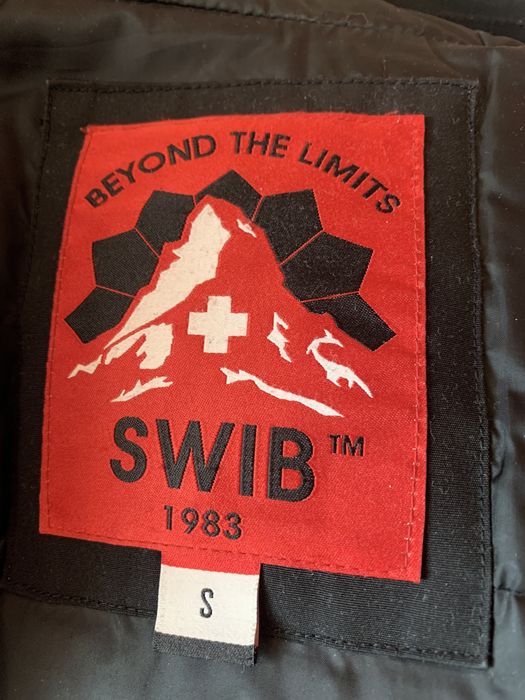 BEYOND THE LIMITS
SWIB™
1983
S